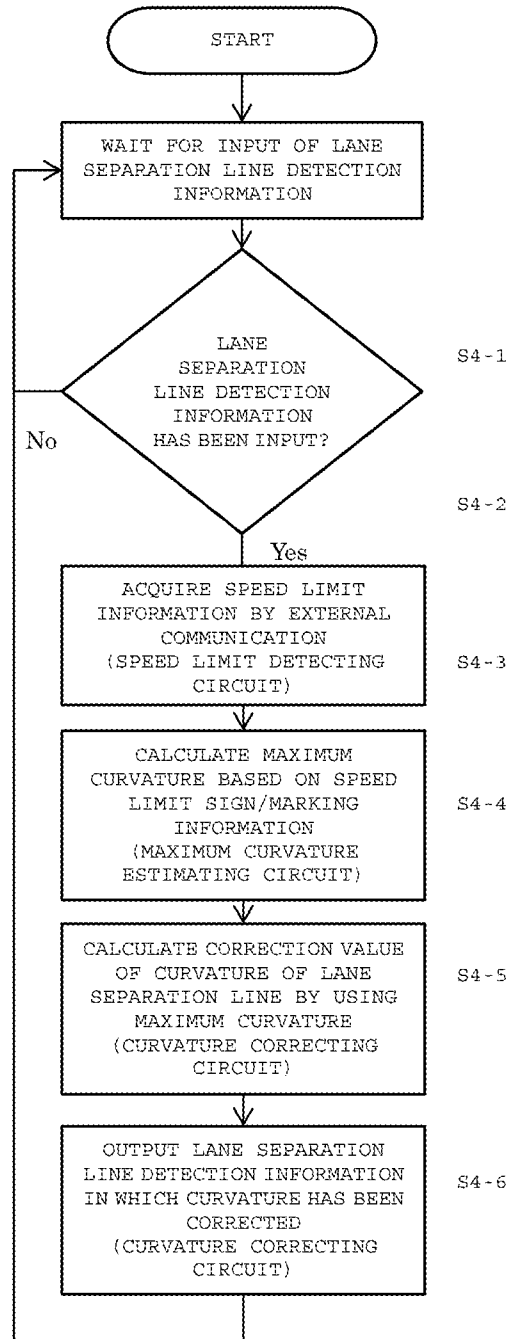 START
WAIT FOR INPUT OF LANE
SEPARATION LINE DETECTION
INFORMATION
LANE
SEPARATION
LINE DETECTION
INFORMATION
HAS BEEN INPUT?
S4-1
No
S4-2
Yes
ACQUIRE SPEED LIMIT
INFORMATION BY EXTERNAL
COMMUNICATION
(SPEED LIMIT DETECTING
CIRCUIT)
S4-3
CALCULATE MAXIMUM
CURVATURE BASED ON SPEED
LIMIT SIGN/MARKING
INFORMATION
(MAXIMUM CURVATURE
ESTIMATING CIRCUIT)
S4-4
CALCULATE CORRECTION VALUE
OF CURVATURE OF LANE
SEPARATION LINE BY USING
MAXIMUM CURVATURE
(CURVATURE CORRECTING
CIRCUIT)
S4-5
OUTPUT LANE SEPARATION
LINE DETECTION INFORMATION
IN WHICH CURVATURE HAS BEEN
CORRECTED
(CURVATURE CORRECTING
CIRCUIT)
S4-6